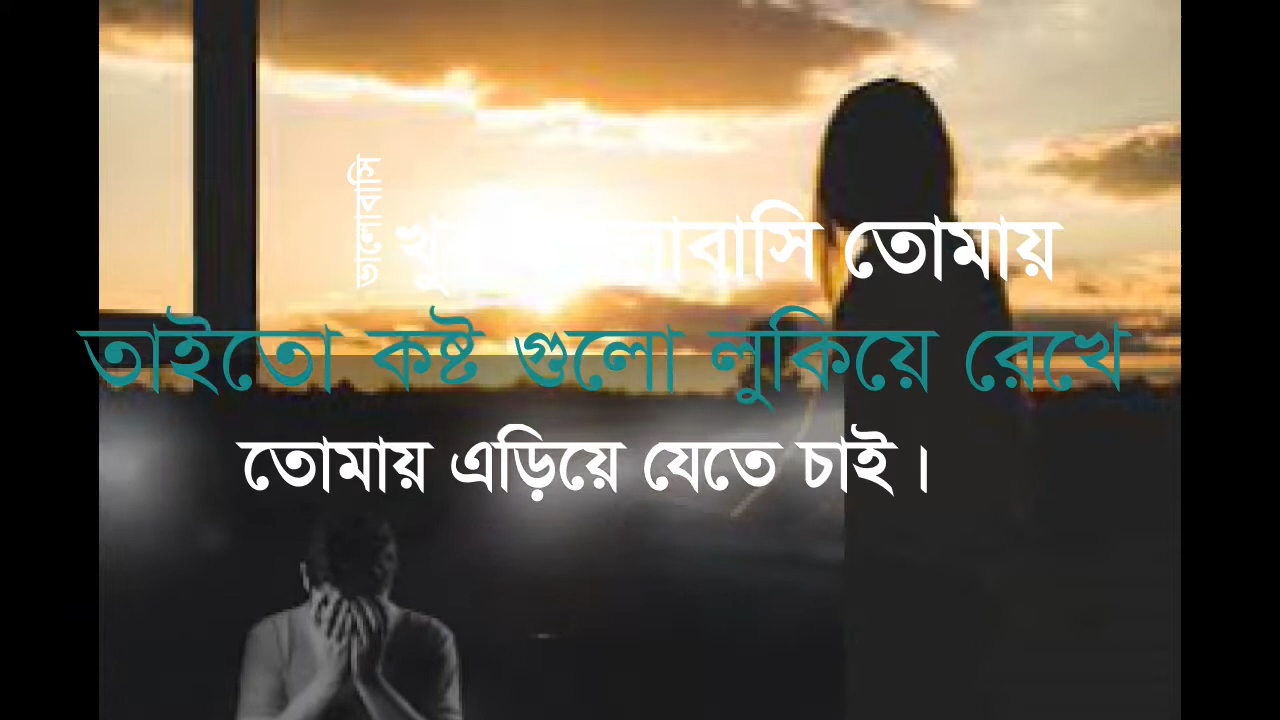 ভালোবাসি
ভালোবাসি তোমায়
তাইতো কষ্ট গুলো লুকিয়ে রেখে
তোমায় এড়িয়ে যেতে চাই।